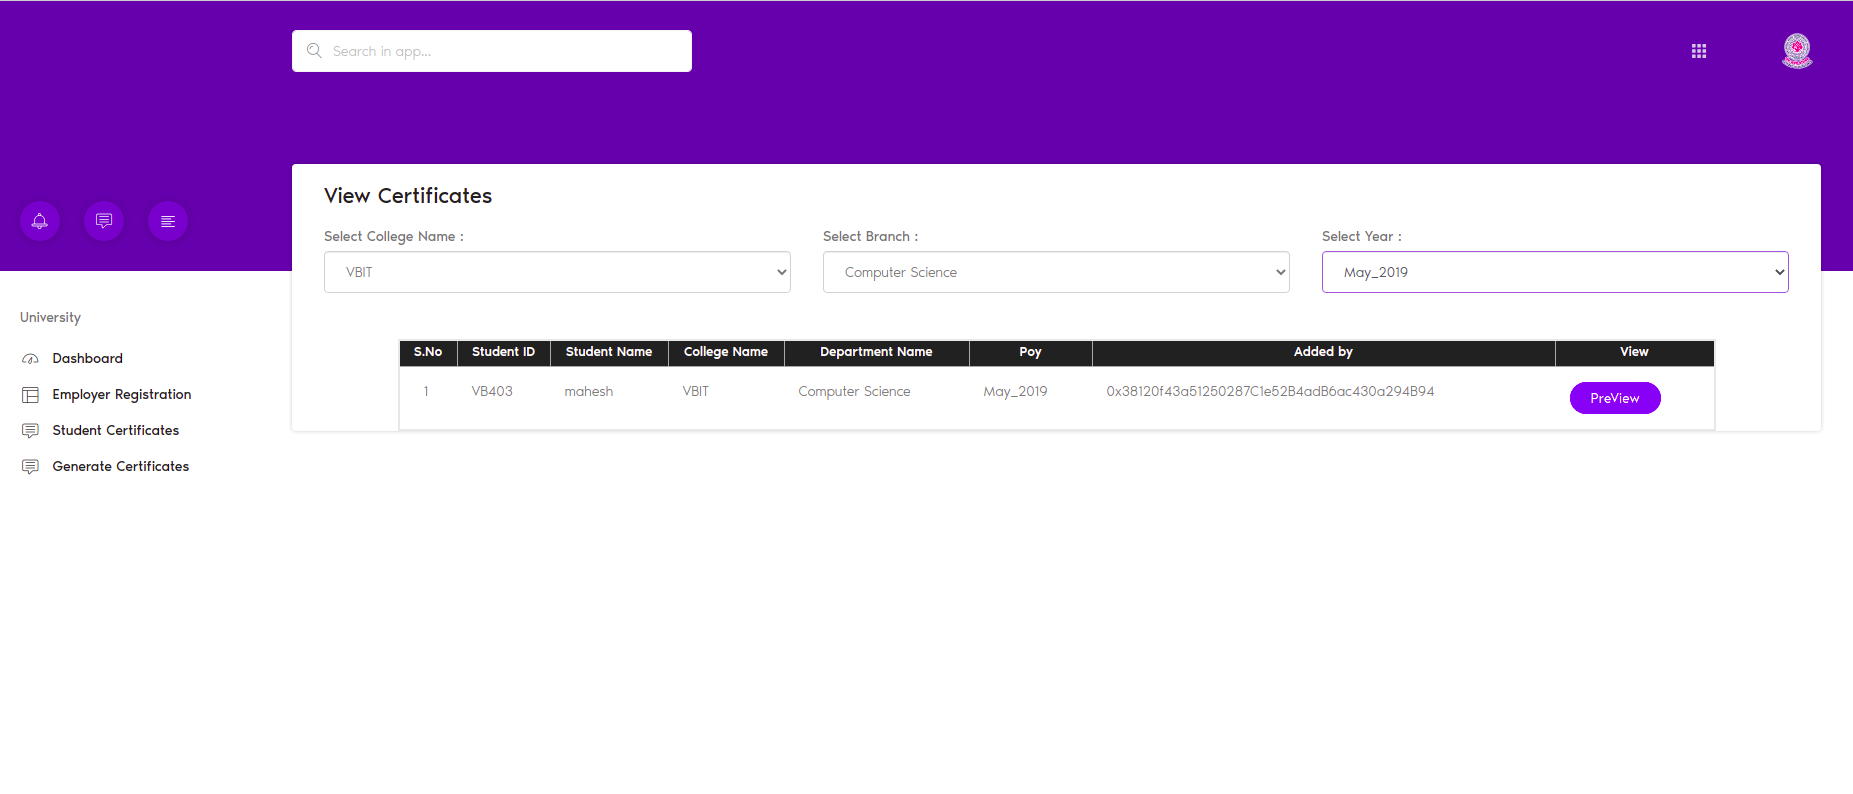 Search in app...
View Certificates
Select College Name : Select Branch : Select Year :
VBIT Computer Science May_2019
University
Dashboard
Employer Registration
Student Certificates
Generate Certificates
S.No Student ID Student Name College Name Department Name Poy Added by View
1 VB403 mahesh VBIT Computer Science May_2019 0x38120f43a51250287C1e52B4adB6ac430a294B94 PreView